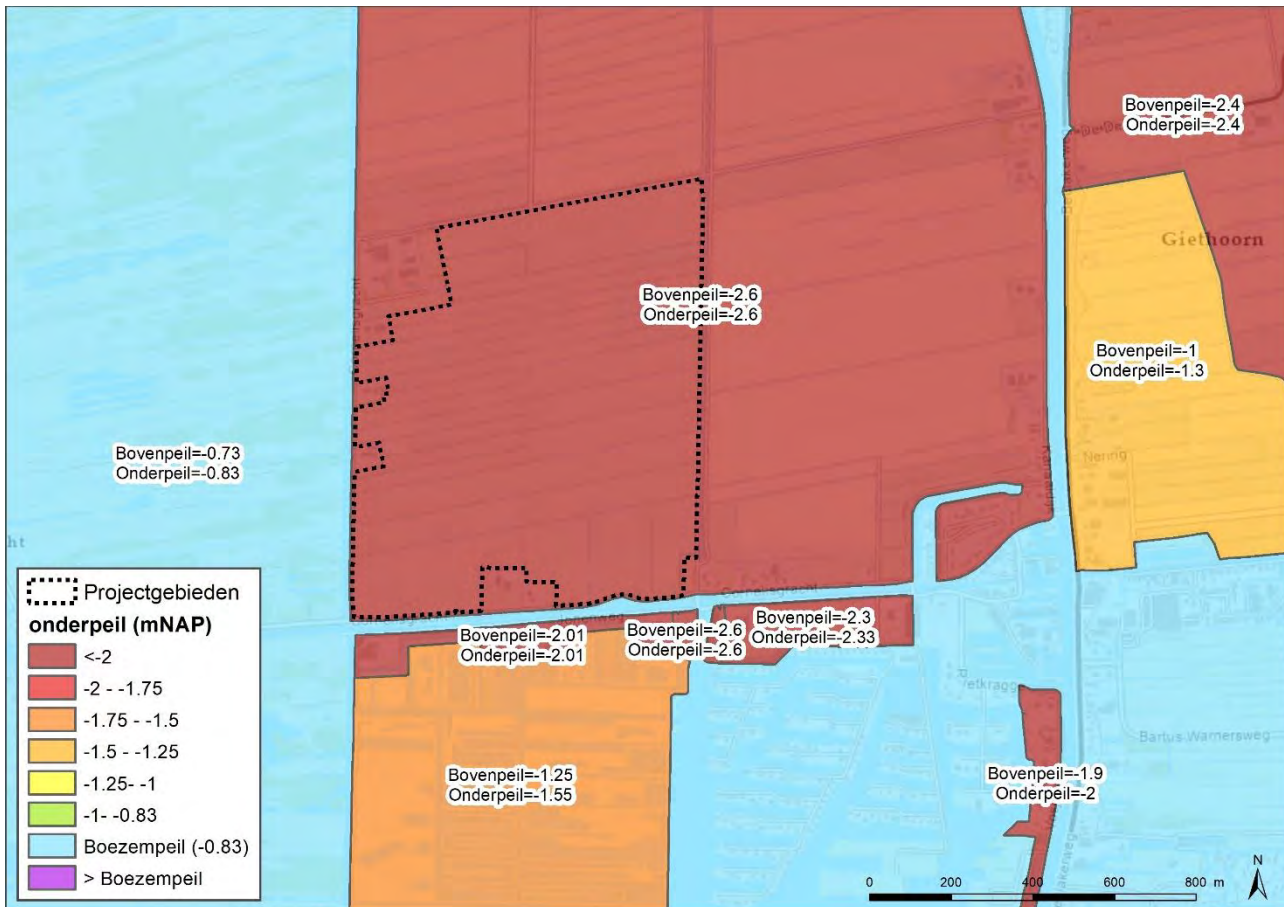 Bovenpeil=-2.4
Onderpeil=-2.4
Giethoorn
Bovenpeil=-2.6
Onderpeil=-2.6
Bovenpeil=-1
Onderpeil=-1.3
Bovenpeil=-0.73
Onderpeil=-0.83
Nering
ht
Bovenpeil=-2.3
Onderpeil=-2.33
Bovenpeil=-2.6
Onderpeil=-2.6
Bovenpeil=-2.01
Onderpeil=-2.01
Bartus Warnersweg
Bovenpeil=-1.9
Onderpeil=-2
Bovenpeil=-1.25
Onderpeil=-1.55
Projectgebieden
onderpeil (mNAP)
<-2
-2 - -1.75
-1.75 - -1.5
-1.5 - -1.25
-1.25- -1
-1- -0.83
Boezempeil (-0.83)
> Boezempeil
N
0 200 400 600 800 m